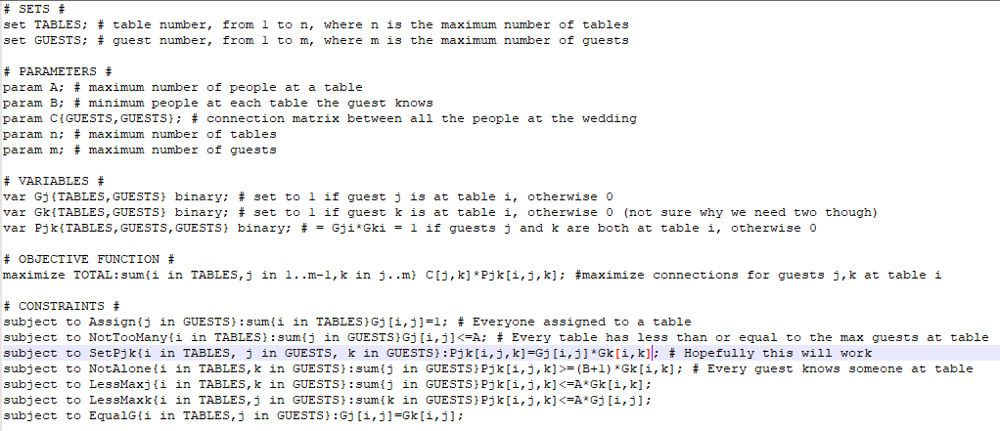 # SETS #
set TABLES; # table number, from 1 to n, where n is the maximum number of tables
set GUESTS; # guest number, from 1 to m, where m is the maximum number of guests
# PARAMETERS #
param A; # maximum number of people at a table
param B; # minimum people at each table the guest knows
param C{GUESTS,GUESTS}; # connection matrix between all the people at the wedding
param n; # maximum number of tables
param m; # maximum number of guests
# VARIABLES #
var Gj{TABLES,GUESTS} binary; # set to 1 if guest j is at table i, otherwise 0
var Gk{TABLES,GUESTS} binary; # set to 1 if guest k is at table i, otherwise 0 (not sure why we need two though)
var Pjk{TABLES,GUESTS,GUESTS} binary; # = Gji*Gki = 1 if guests j and k are both at table i, otherwise 0
# OBJECTIVE FUNCTION #
maximize TOTAL:sum{i in TABLES,j in 1..m-1,k in j..m} C[j,k]*Pjk[i,j,k]; #maximize connections for guests j,k at table i
# CONSTRAINTS #
subject to Assign{j in GUESTS}:sum{i in TABLES}Gj[i,j]=1; # Everyone assigned to a table
subject to NotTooMany{i in TABLES}:sum{j in GUESTS}Gj[i,j]<=A; # Every table has less than or equal to the max guests at table
subject to SetPjk{i in TABLES, j in GUESTS, k in GUESTS}:Pjk[i,j,k]=Gj[i,j]*Gk[i,k]; # Hopefully this will work
subject to NotAlone{i in TABLES,k in GUESTS}:sum{j in GUESTS}Pjk[i,j,k]>=(B+1)*Gk[i,k]; # Every guest knows someone at table
subject to LessMaxj{i in TABLES,k in GUESTS}:sum{j in GUESTS}Pjk[i,j,k]<=A*Gk[i,k];
subject to LessMaxk{i in TABLES,j in GUESTS}:sum{k in GUESTS}Pjk[i,j,k]<=A*Gj[i,j];
subject to EqualG{i in TABLES,j in GUESTS}:Gj[i,j]=Gk[i,j];